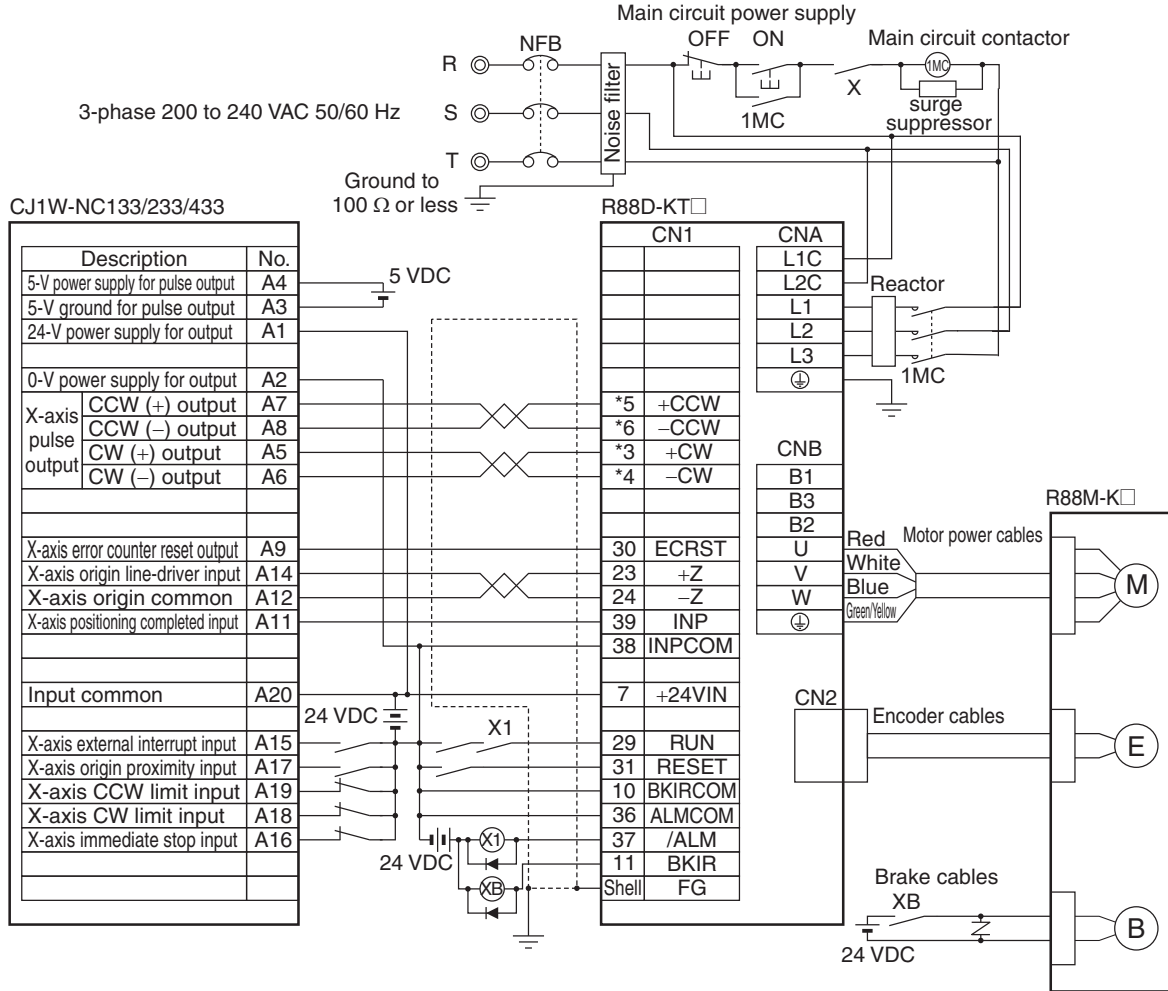 Main circuit power supply
OFF ON
Main circuit contactor
NFB
R
1MC
X
surge
suppressor
1MC
3-phase 200 to 240 VAC 50/60 Hz
S
Noise filter
T
Ground to
100 Ω or less
CJ1W-NC133/233/433
R88D-KT□
Description No.
5-V power supply for pulse output A4
5-V ground for pulse output A3
24-V power supply for output A1
0-V power supply for output A2
X-axis pulse output
CCW (+) output A7
CCW (−) output A8
CW (+) output A5
CW (−) output A6
X-axis error counter reset output A9
X-axis origin line-driver input A14
X-axis origin common A12
X-axis positioning completed input A11
Input common A20
X-axis external interrupt input A15
X-axis origin proximity input A17
X-axis CCW limit input A19
X-axis CW limit input A18
X-axis immediate stop input A16
5 VDC
24 VDC
X1
24 VDC
X1
XB
CN1
*5 +CCW
*6 −CCW
*3 +CW
*4 −CW
30 ECRST
23 +Z
24 −Z
39 INP
38 INPCOM
7 +24VIN
29 RUN
31 RESET
10 BKIRCOM
36 ALMCOM
37 /ALM
11 BKIR
Shell FG
CNA
L1C
L2C
L1
L2
L3
Reactor
1MC
CNB
B1
B3
B2
U
V
W
Red
White
Blue
Green/Yellow
Motor power cables
R88M-K□
M
CN2
Encoder cables
E
Brake cables
XB
24 VDC
B